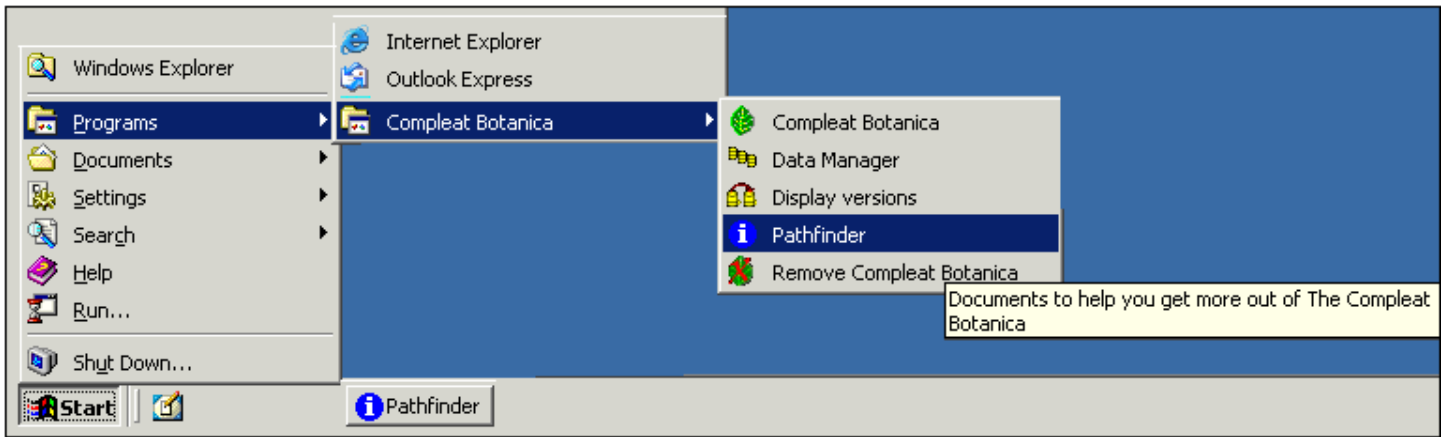 Windows Explorer
Programs
Documents
Settings
Search
Help
Run...
Shut Down...
Start
Internet Explorer
Outlook Express
Compleat Botanica
Compleat Botanica
Data Manager
Display versions
Pathfinder
Remove Compleat Botanica
Documents to help you get more out of The Compleat
Botanica
Pathfinder